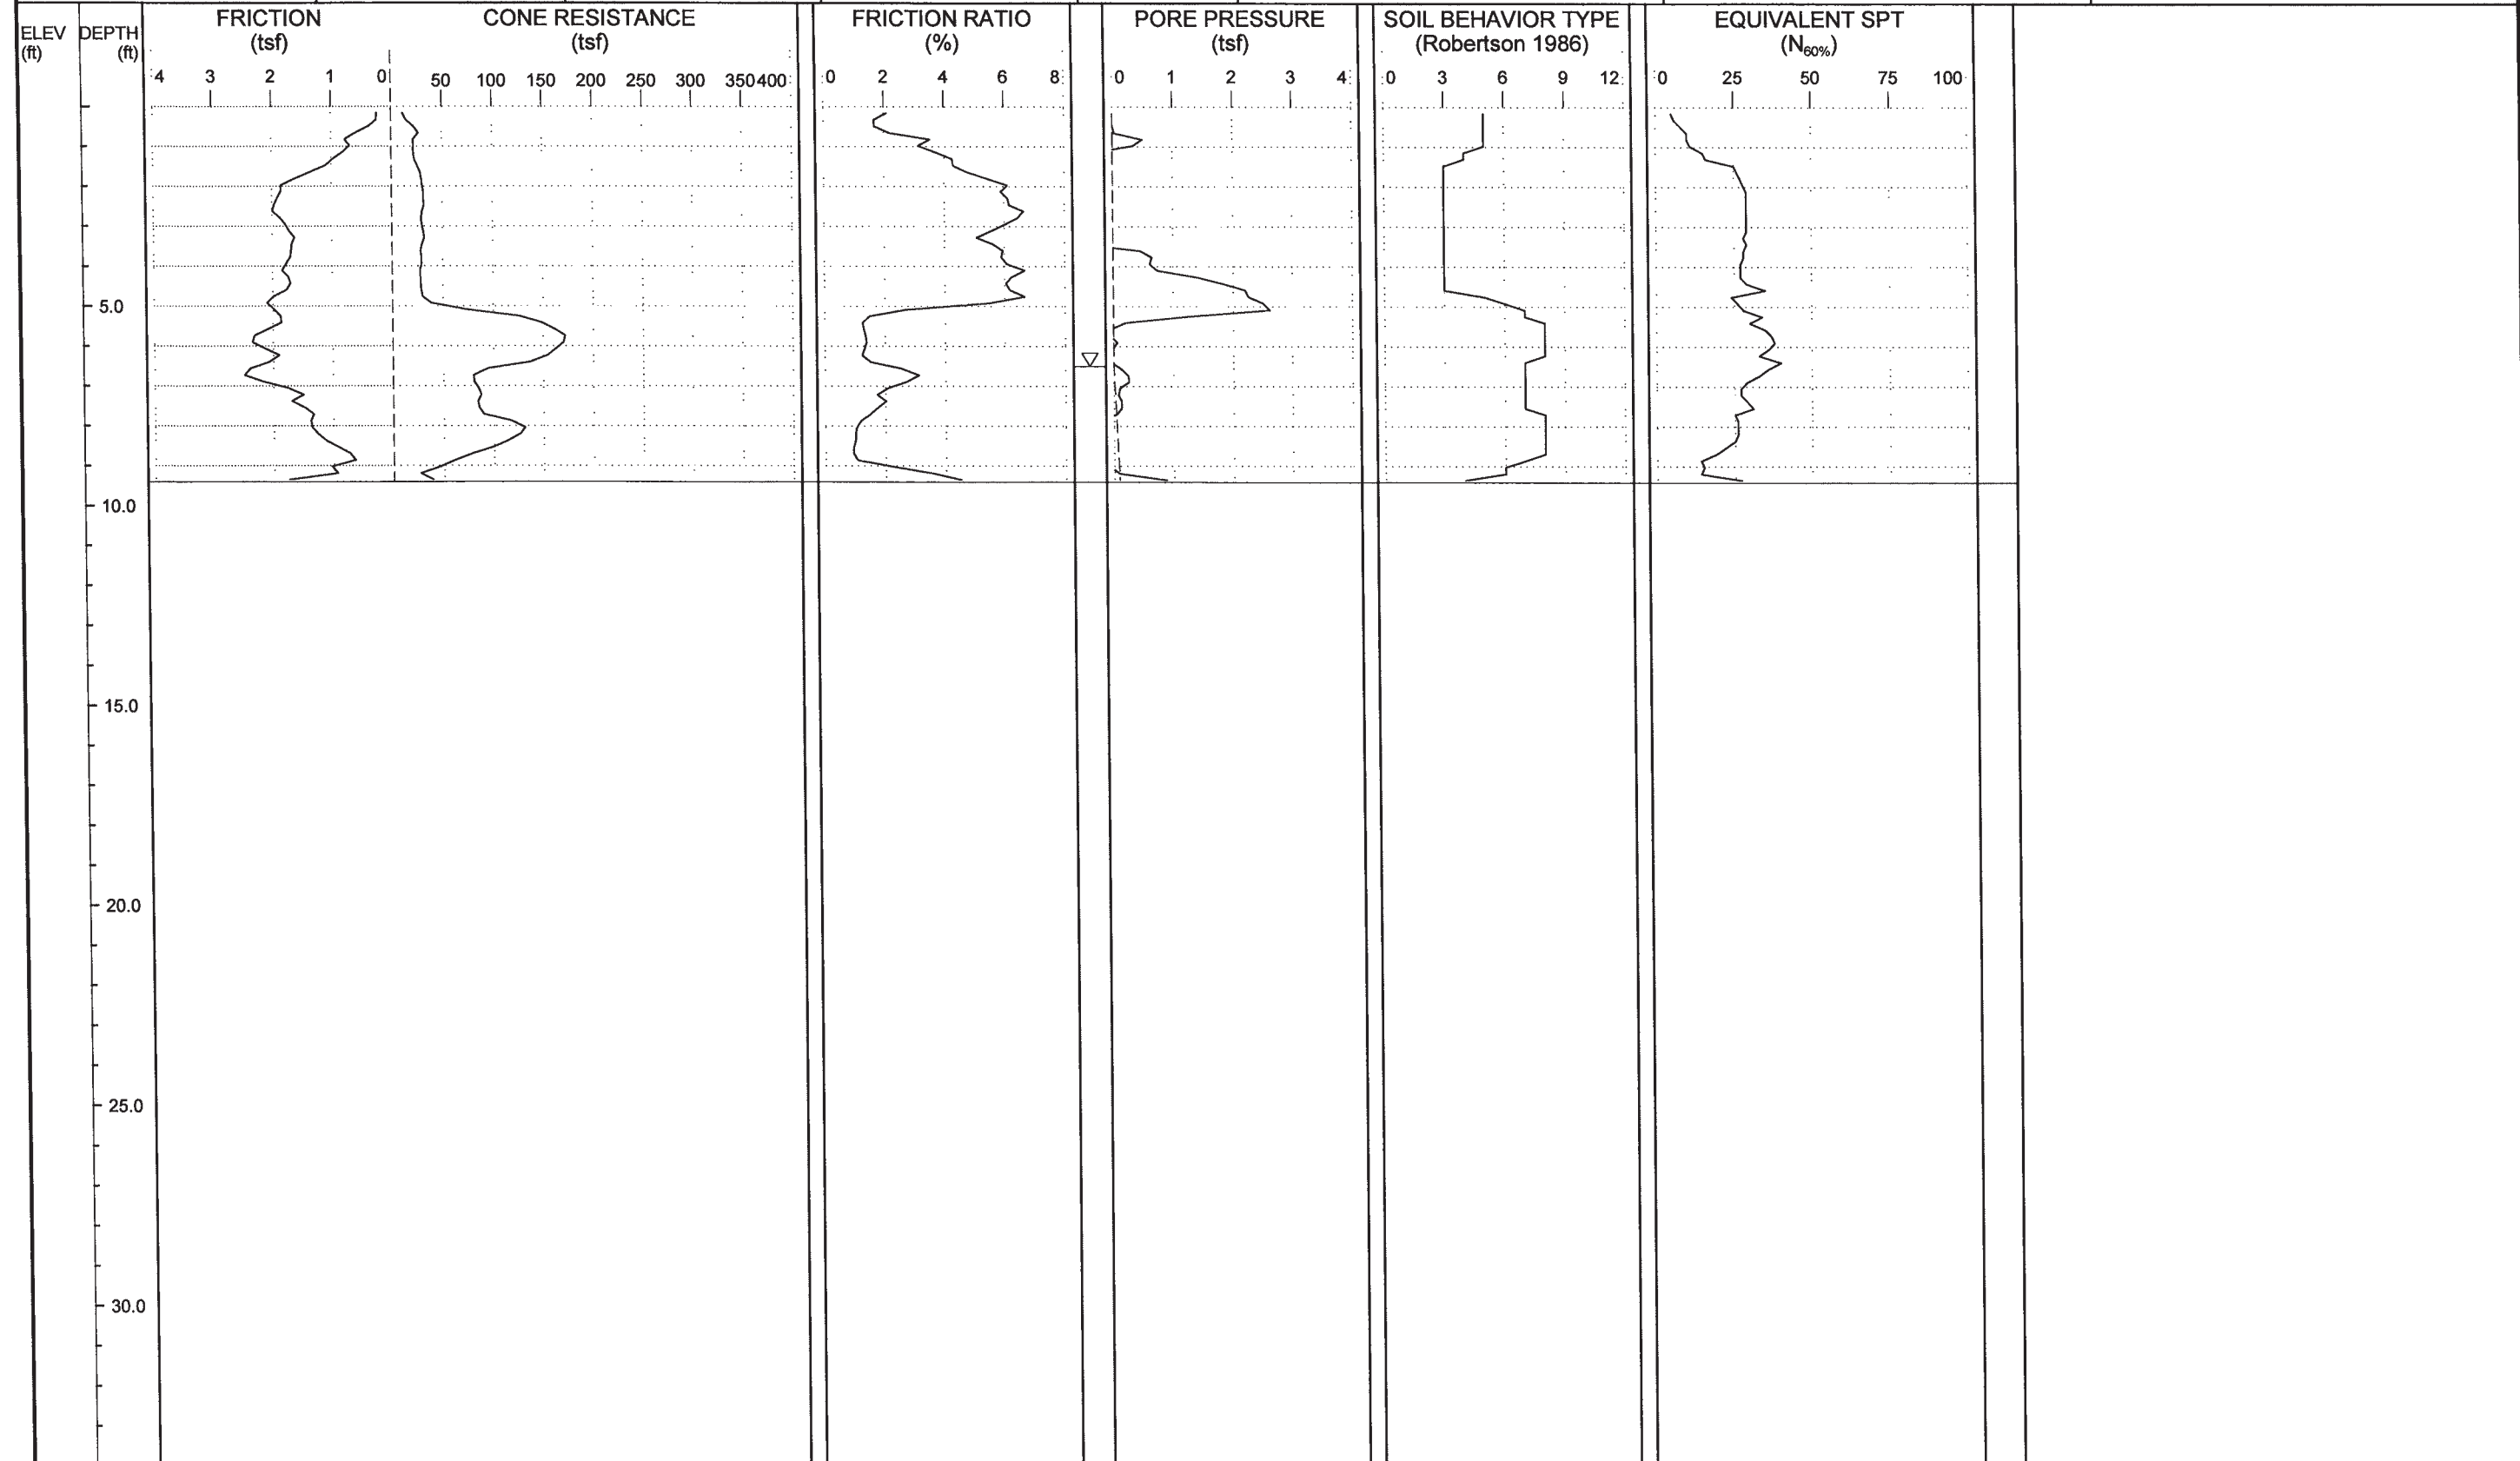 ELEV
(ft)
DEPTH
(ft)
FRICTION
(tsf)
CONE RESISTANCE
(tsf)
FRICTION RATIO
(%)
PORE PRESSURE
(tsf)
SOIL BEHAVIOR TYPE
(Robertson 1986)
EQUIVALENT SPT
(N60%)
4 3 2 1 0 50 100 150 200 250 300 350 400
0 2 4 6 8
0 1 2 3 4
0 3 6 9 12
0 25 50 75 100
5.0
10.0
15.0
20.0
25.0
30.0